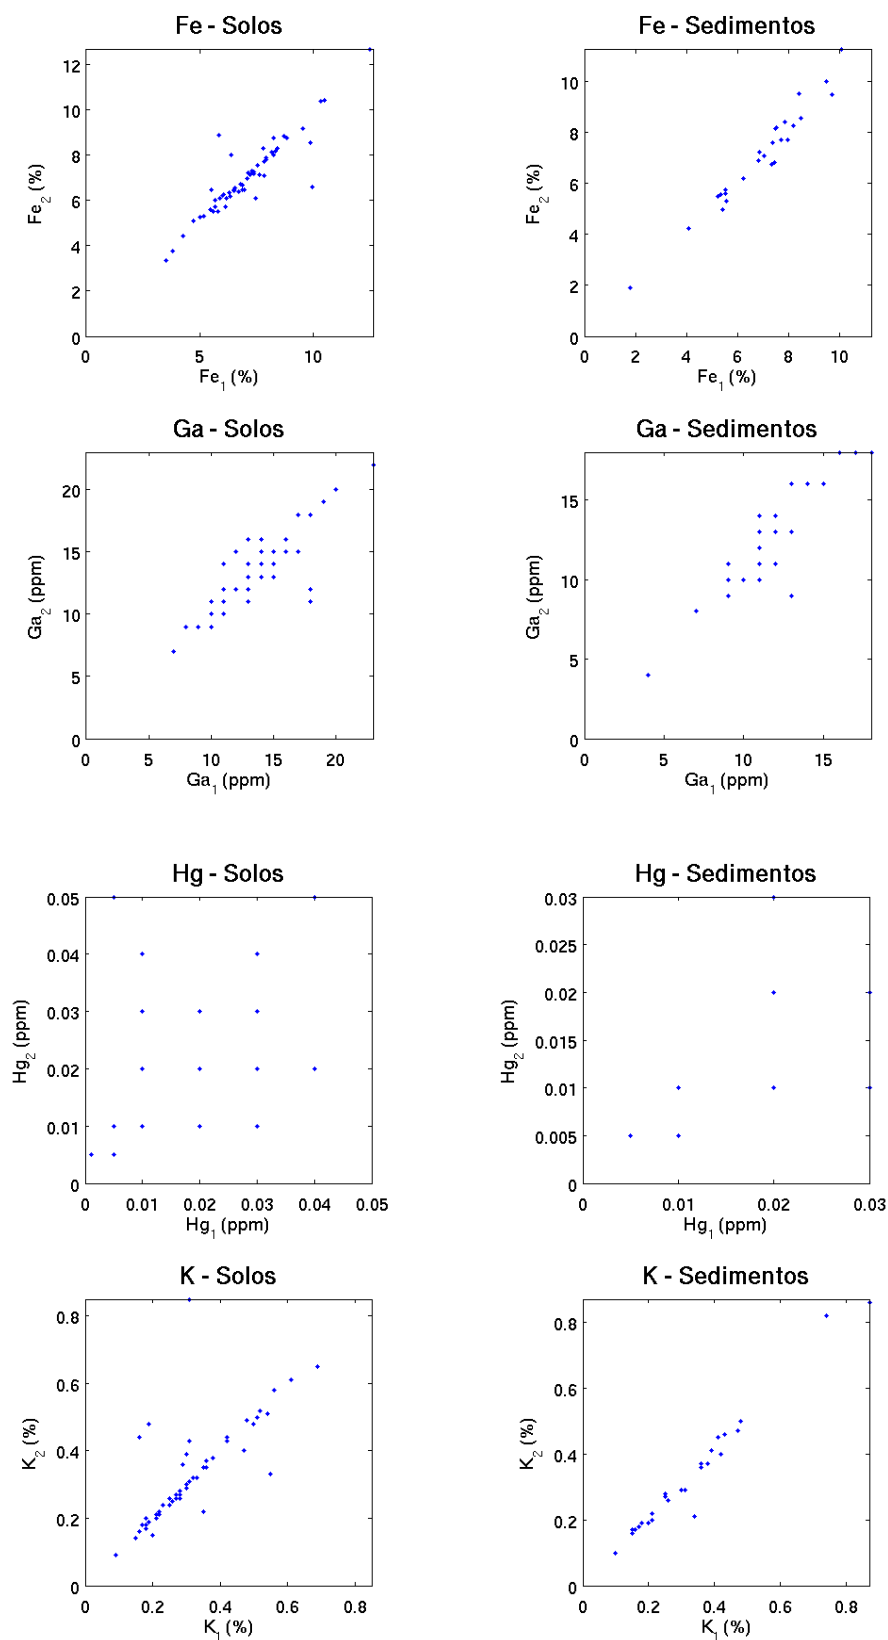 Fe - Solos
Fe - Sedimentos
12
10
8
6
4
2
0
Fe2 (%)
0 5 10
Fe1 (%)
10
8
6
4
2
0
Fe2 (%)
0 2 4 6 8 10
Fe1 (%)
Ga - Solos
Ga - Sedimentos
20
15
10
5
0
Ga2 (ppm)
0 5 10 15 20
Ga1 (ppm)
15
10
5
0
Ga2 (ppm)
0 5 10 15
Ga1 (ppm)
Hg - Solos
Hg - Sedimentos
0.05
0.04
0.03
0.02
0.01
0
Hg2 (ppm)
0 0.01 0.02 0.03 0.04 0.05
Hg1 (ppm)
0.03
0.025
0.02
0.015
0.01
0.005
0
Hg2 (ppm)
0 0.01 0.02 0.03
Hg1 (ppm)
K - Solos
K - Sedimentos
0.8
0.6
0.4
0.2
0
K2 (%)
0 0.2 0.4 0.6 0.8
K1 (%)
0.8
0.6
0.4
0.2
0
K2 (%)
0 0.2 0.4 0.6 0.8
K1 (%)